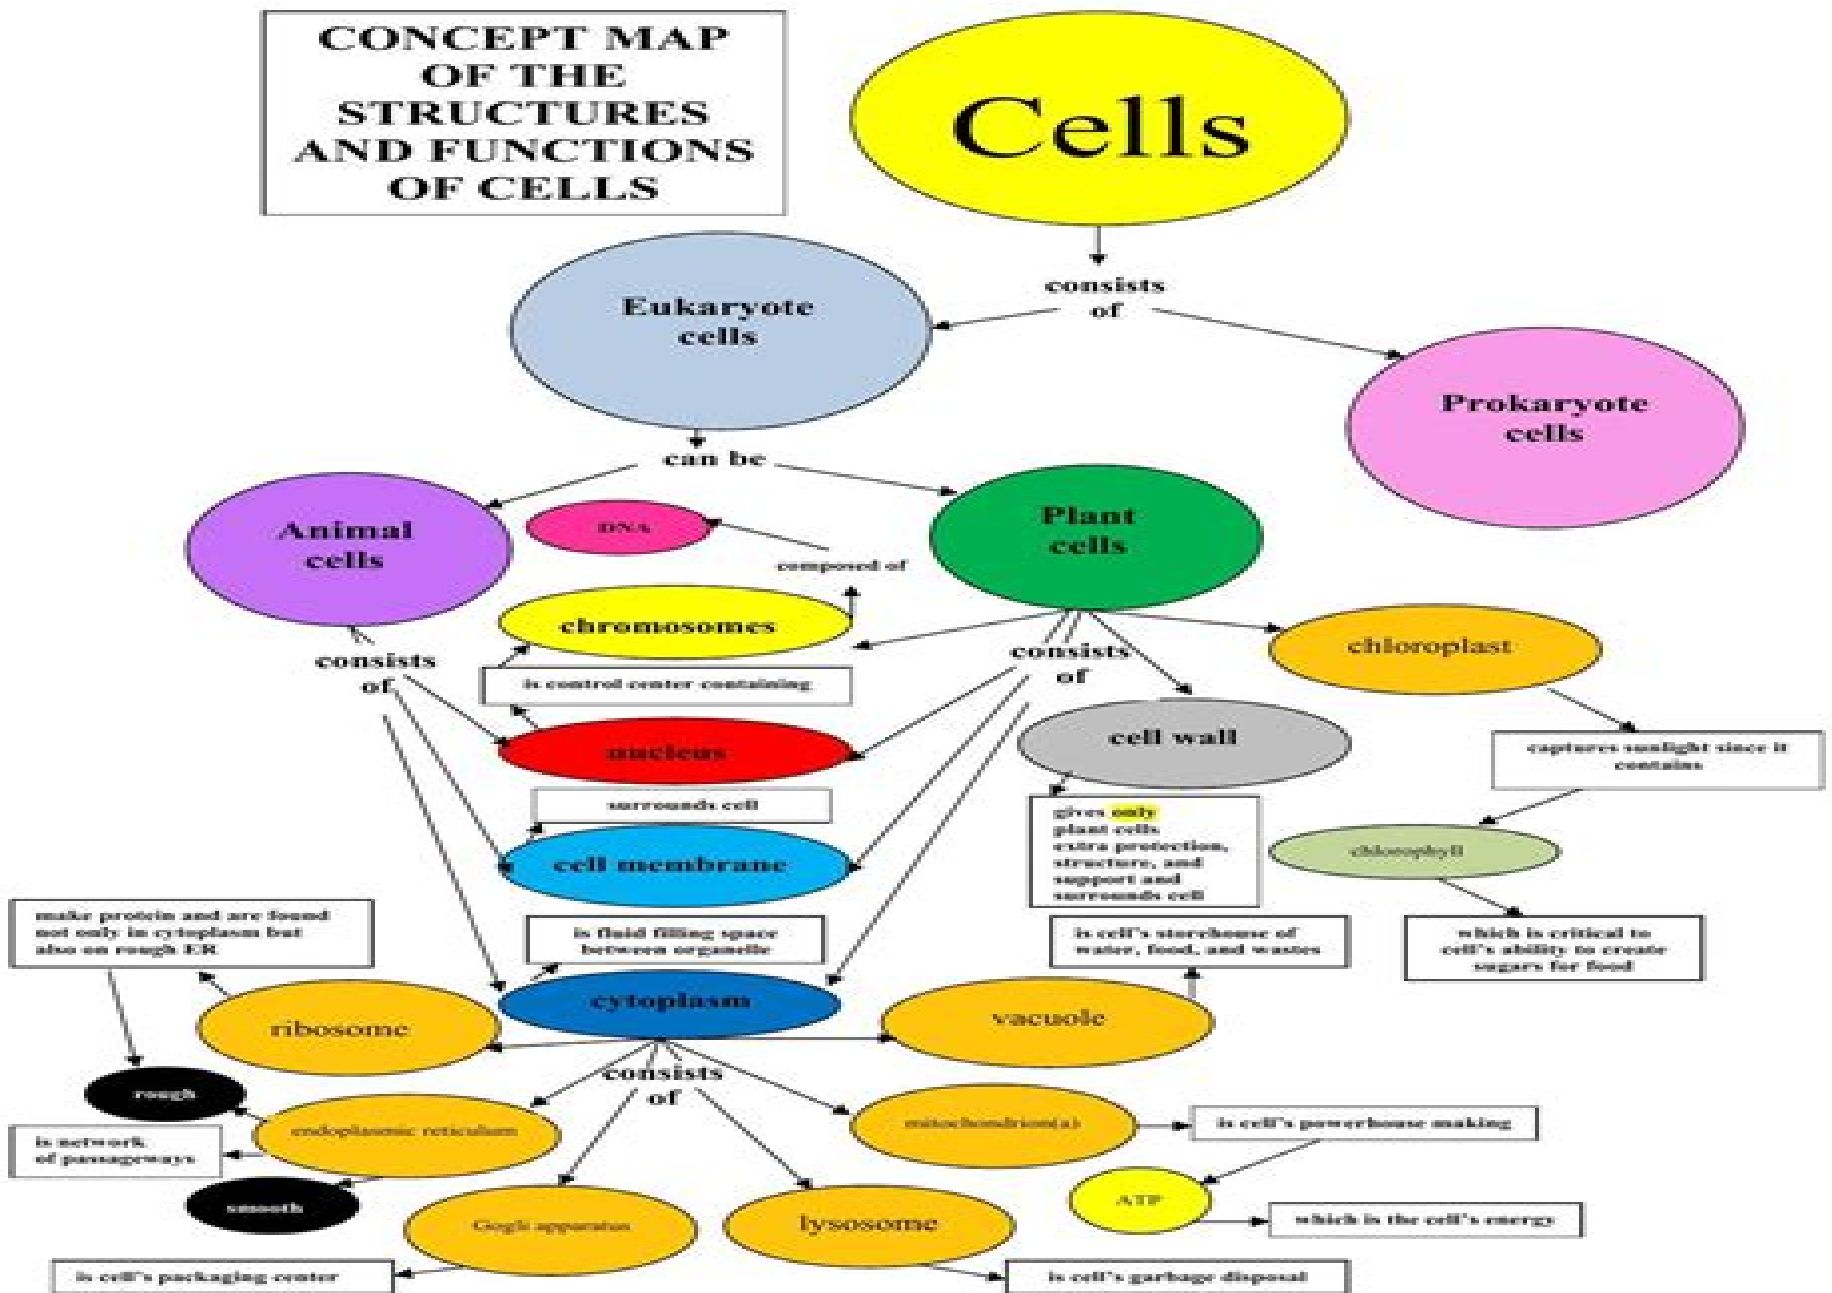 CONCEPT MAP
OF THE
STRUCTURES
AND FUNCTIONS
OF CELLS
Cells
consists
of
Eukaryote
cells
Prokaryote
cells
can be
Animal
cells
DNA
Plant
cells
composed of
chromosomes
chloroplast
consists
of
is control center containing
consists
of
nucleus
cell wall
captures sunlight since it
contains
surrounds cell
gives only
plant cells
extra protection,
structure, and
support and
surrounds cell
cell membrane
chlorophyll
make protein and are found
not only in cytoplasm but
also on rough ER
is fluid filling space
between organelle
is cell's storehouse of
water, food, and wastes
which is critical to
cell's ability to create
sugars for food
ribosome
cytoplasm
vacuole
consists
of
rough
endoplasmic reticulum
mitochondrion(a)
is cell's powerhouse making
is network
of passageways
smooth
Gogli apparatus
lysosome
ATP
which is the cell's energy
is cell's packaging center
is cell's garbage disposal